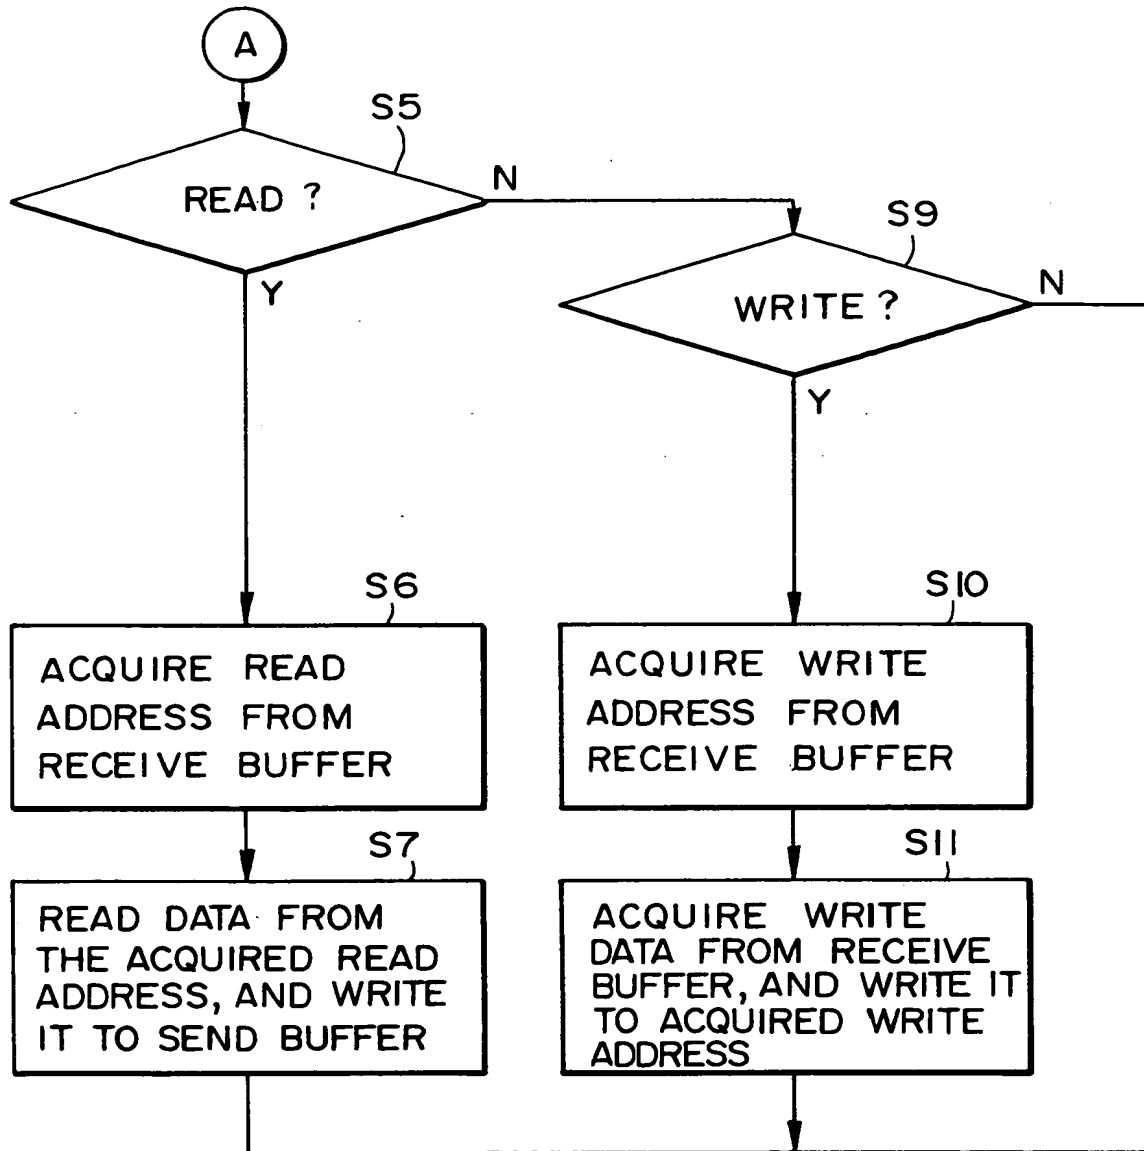 A
S5
READ ?
N
Y
S9
WRITE ?
N
Y
S6
ACQUIRE READ
ADDRESS FROM
RECEIVE BUFFER
S10
ACQUIRE WRITE
ADDRESS FROM
RECEIVE BUFFER
S7
READ DATA FROM
THE ACQUIRED READ
ADDRESS, AND WRITE
IT TO SEND BUFFER
S11
ACQUIRE WRITE
DATA FROM RECEIVE
BUFFER, AND WRITE IT
TO ACQUIRED WRITE
ADDRESS